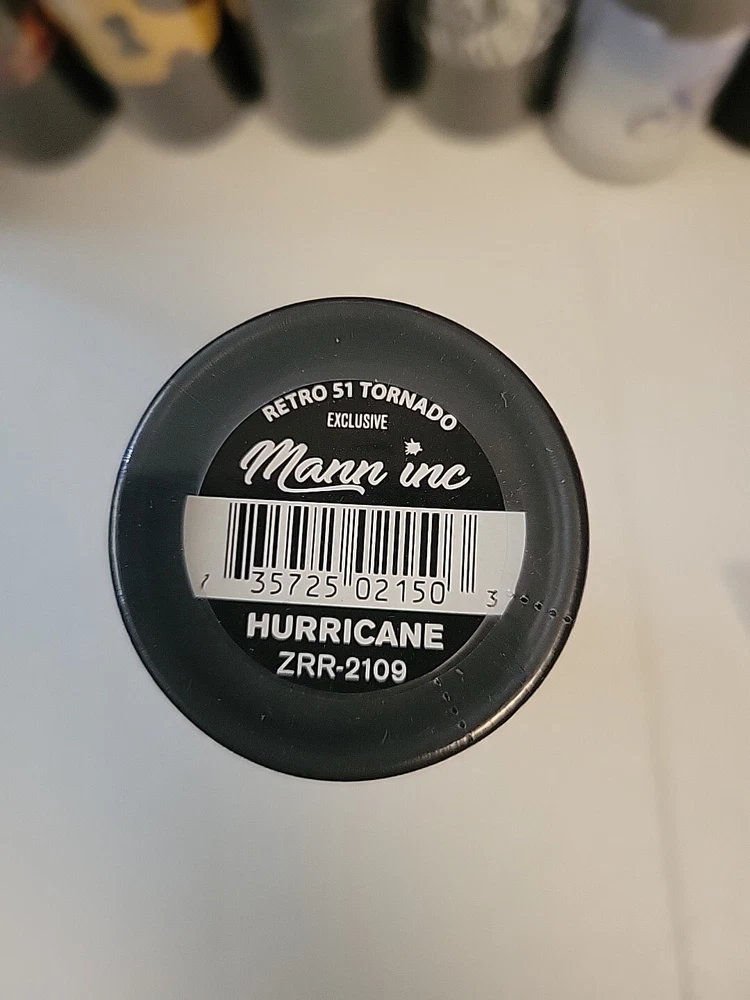 RETRO 51 TORNADO
EXCLUSIVE
Mann inc
7 35725 02150 3
HURRICANE
ZRR-2109